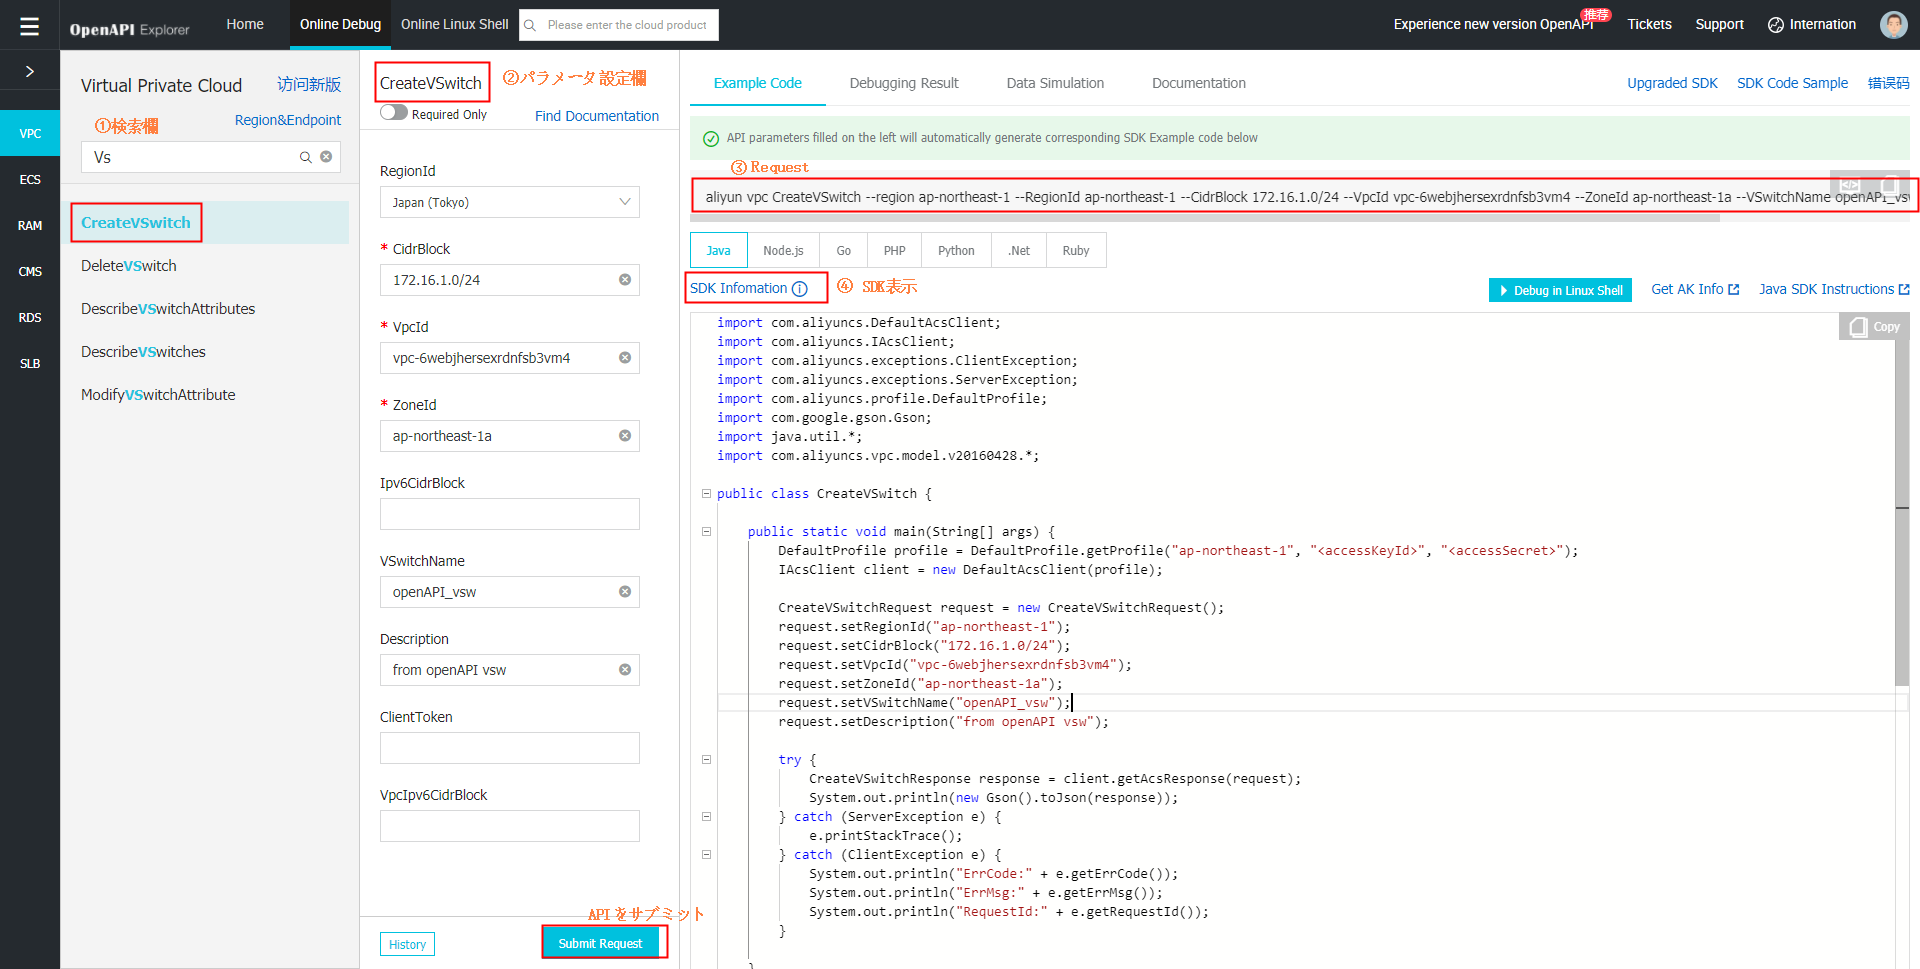 OpenAPI Explorer
Home
Online Debug
Online Linux Shell
Please enter the cloud product
Experience new version OpenAPI
推荐
Tickets
Support
Internation
VPC
ECS
RAM
CMS
RDS
SLB
Virtual Private Cloud
访问新版
①検索欄
Region&Endpoint
Vs
CreateVSwitch
DeleteVSwitch
DescribeVSwitchAttributes
DescribeVSwitches
ModifyVSwitchAttribute
CreateVSwitch
②パラメータ設定欄
Required Only
Find Documentation
RegionId
Japan (Tokyo)
* CidrBlock
172.16.1.0/24
* VpcId
vpc-6webjhersexrdnfsb3vm4
* ZoneId
ap-northeast-1a
Ipv6CidrBlock
VSwitchName
openAPI_vsw
Description
from openAPI vsw
ClientToken
VpcIpv6CidrBlock
APIをサブミット
History
Submit Request
Example Code
Debugging Result
Data Simulation
Documentation
Upgraded SDK
SDK Code Sample
错误码
API parameters filled on the left will automatically generate corresponding SDK Example code below
③Request
aliyun vpc CreateVSwitch --region ap-northeast-1 --RegionId ap-northeast-1 --CidrBlock 172.16.1.0/24 --VpcId vpc-6webjhersexrdnfsb3vm4 --ZoneId ap-northeast-1a --VSwitchName openAPI_vsw
Java
Node.js
Go
PHP
Python
.Net
Ruby
SDK Infomation
④ SDK表示
Debug in Linux Shell
Get AK Info
Java SDK Instructions
Copy
import com.aliyuncs.DefaultAcsClient;
import com.aliyuncs.IAcsClient;
import com.aliyuncs.exceptions.ClientException;
import com.aliyuncs.exceptions.ServerException;
import com.aliyuncs.profile.DefaultProfile;
import com.google.gson.Gson;
import java.util.*;
import com.aliyuncs.vpc.model.v20160428.*;
public class CreateVSwitch {
public static void main(String[] args) {
DefaultProfile profile = DefaultProfile.getProfile("ap-northeast-1", "<accessKeyId>", "<accessSecret>");
IAcsClient client = new DefaultAcsClient(profile);
CreateVSwitchRequest request = new CreateVSwitchRequest();
request.setRegionId("ap-northeast-1");
request.setCidrBlock("172.16.1.0/24");
request.setVpcId("vpc-6webjhersexrdnfsb3vm4");
request.setZoneId("ap-northeast-1a");
request.setVSwitchName("openAPI_vsw");
request.setDescription("from openAPI vsw");
try {
CreateVSwitchResponse response = client.getAcsResponse(request);
System.out.println(new Gson().toJson(response));
} catch (ServerException e) {
e.printStackTrace();
} catch (ClientException e) {
System.out.println("ErrCode:" + e.getErrCode());
System.out.println("ErrMsg:" + e.getErrMsg());
System.out.println("RequestId:" + e.getRequestId());
}
}